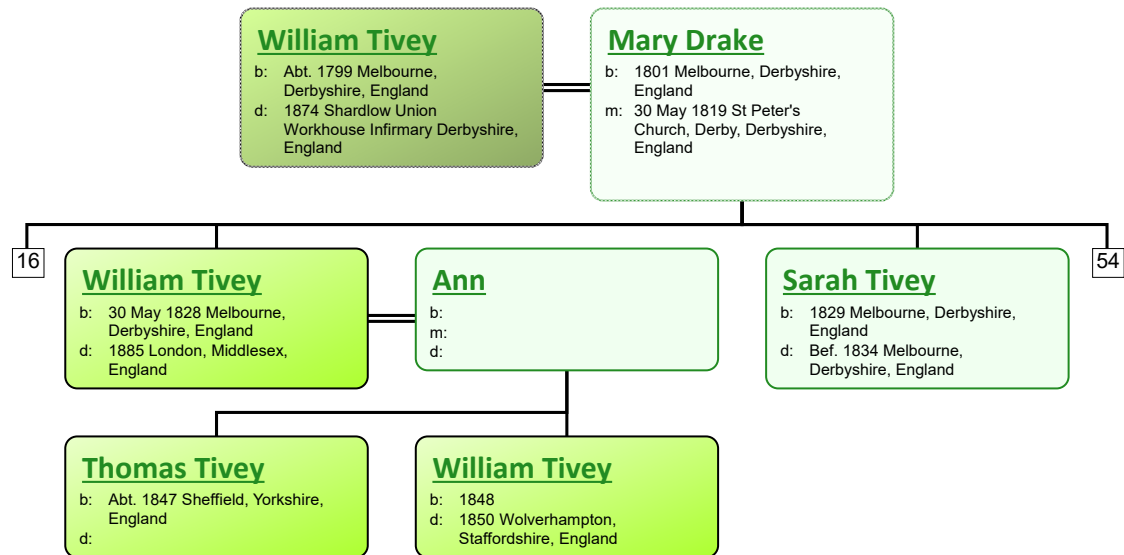 William Tivey
b: Abt. 1799 Melbourne,
Derbyshire, England
d: 1874 Shardlow Union
Workhouse Infirmary Derbyshire,
England
Mary Drake
b: 1801 Melbourne, Derbyshire,
England
m: 30 May 1819 St Peter's
Church, Derby, Derbyshire,
England
16
William Tivey
b: 30 May 1828 Melbourne,
Derbyshire, England
d: 1885 London, Middlesex,
England
Ann
b:
m:
d:
Sarah Tivey
b: 1829 Melbourne, Derbyshire,
England
d: Bef. 1834 Melbourne,
Derbyshire, England
54
Thomas Tivey
b: Abt. 1847 Sheffield, Yorkshire,
England
d:
William Tivey
b: 1848
d: 1850 Wolverhampton,
Staffordshire, England